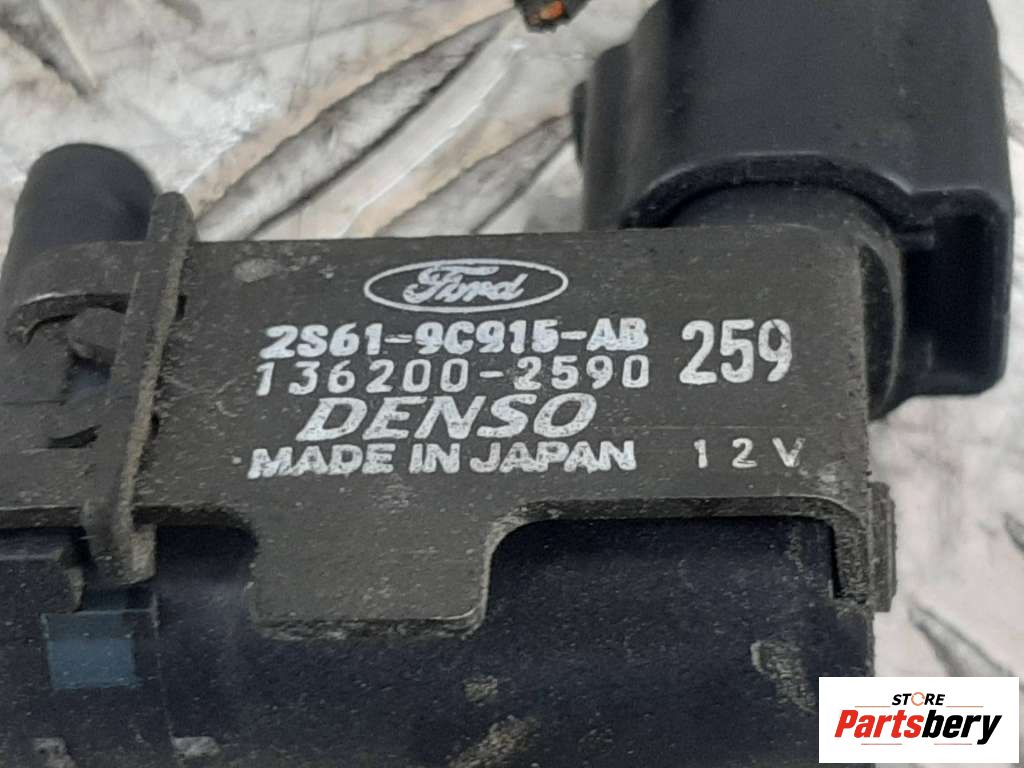 Ford
2S61-9C915-AB
136200-2590 259
DENSO
MADE IN JAPAN 12V
STORE
Partsbery